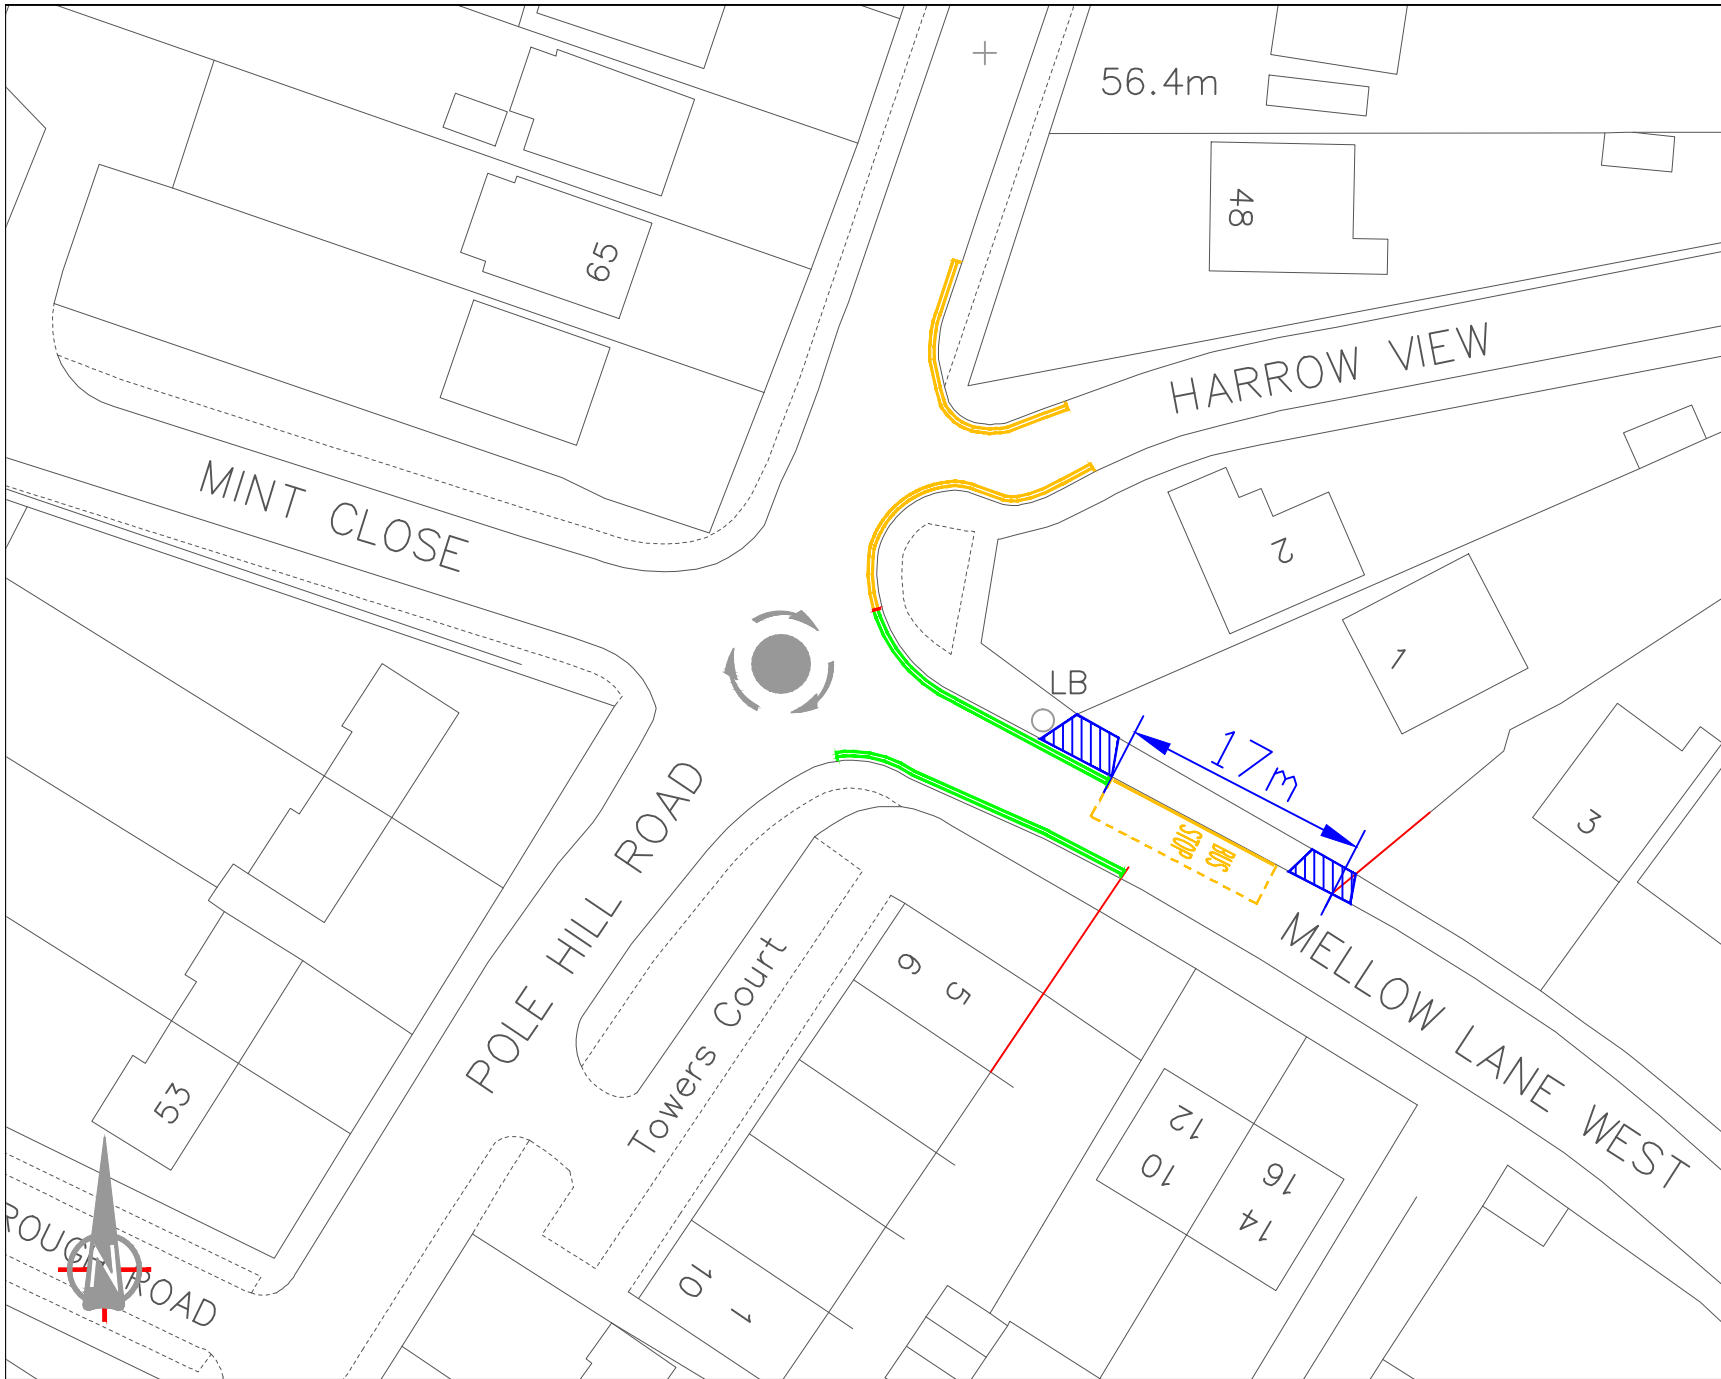 56.4m
48
65
HARROW VIEW
MINT CLOSE
2
1
LB
17m
3
BUS
STOP
POLE HILL ROAD
MELLOW LANE WEST
Towers Court
6
5
53
12
10
16
14
ROAD
N
10
1